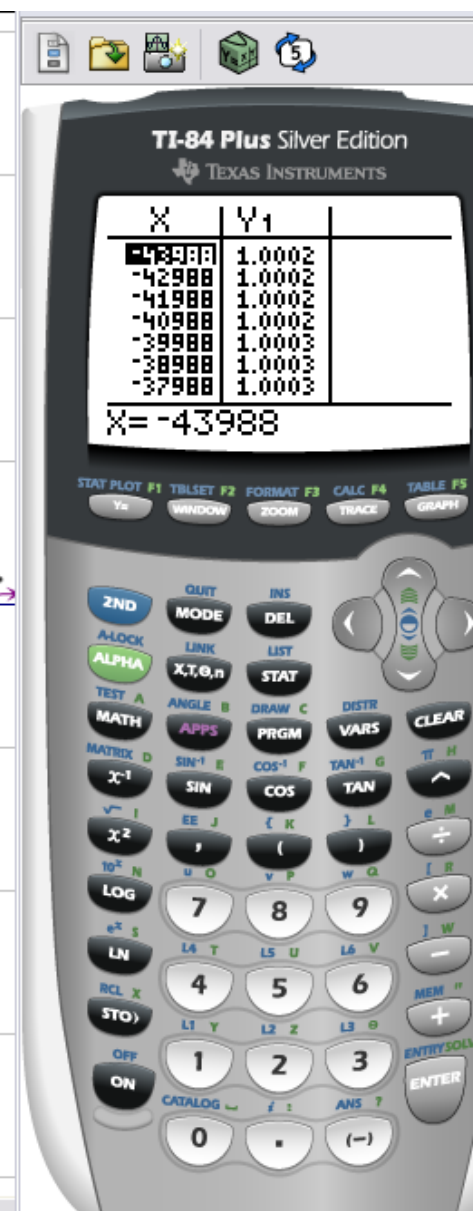 5
TI-84 Plus Silver Edition
TEXAS INSTRUMENTS
X Y1
-43988 1.0002
-42988 1.0002
-41988 1.0002
-40988 1.0002
-39988 1.0003
-38988 1.0003
-37988 1.0003
X= -43988
STAT PLOT F1 TBLSET F2 FORMAT F3 CALC F4 TABLE F5
Y= WINDOW ZOOM TRACE GRAPH
QUIT INS
2ND MODE DEL
A-LOCK LINK LIST
ALPHA X,T,Θ,n STAT
TEST A ANGLE B DRAW C DISTR
MATH APPS PRGM VARS CLEAR
MATRIX D SIN-1 E COS-1 F TAN-1 G π H
x-1 SIN COS TAN ^
√ I EE J { K } L e M
x2 , ( ) ÷
10x N u O v P w Q [ R
LOG 7 8 9 ×
ex S L4 T L5 U L6 V ] W
LN 4 5 6 −
RCL X L1 Y L2 Z L3 θ MEM "
STO› 1 2 3 +
OFF CATALOG i : ANS ? ENTRY SOLV
ON 0 . (−) ENTER